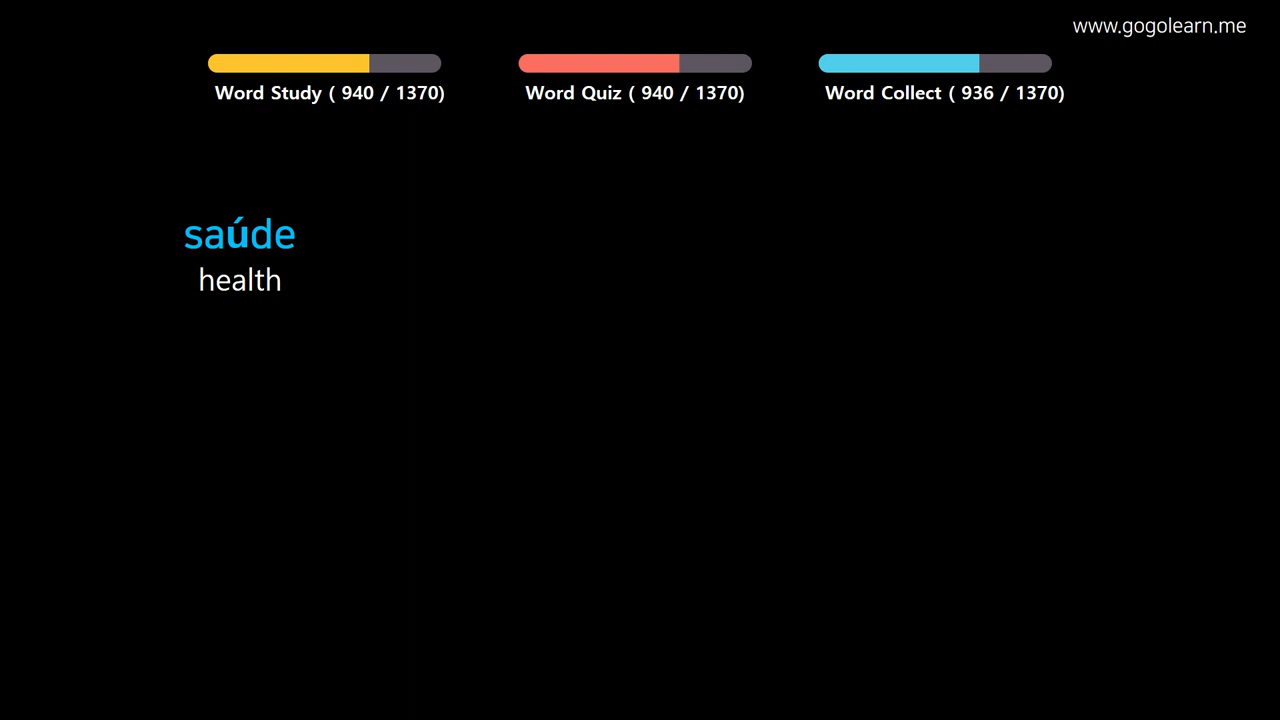 www.gogolearn.me
Word Study ( 940 / 1370)
Word Quiz ( 940 / 1370)
Word Collect ( 936 / 1370)
saúde
health